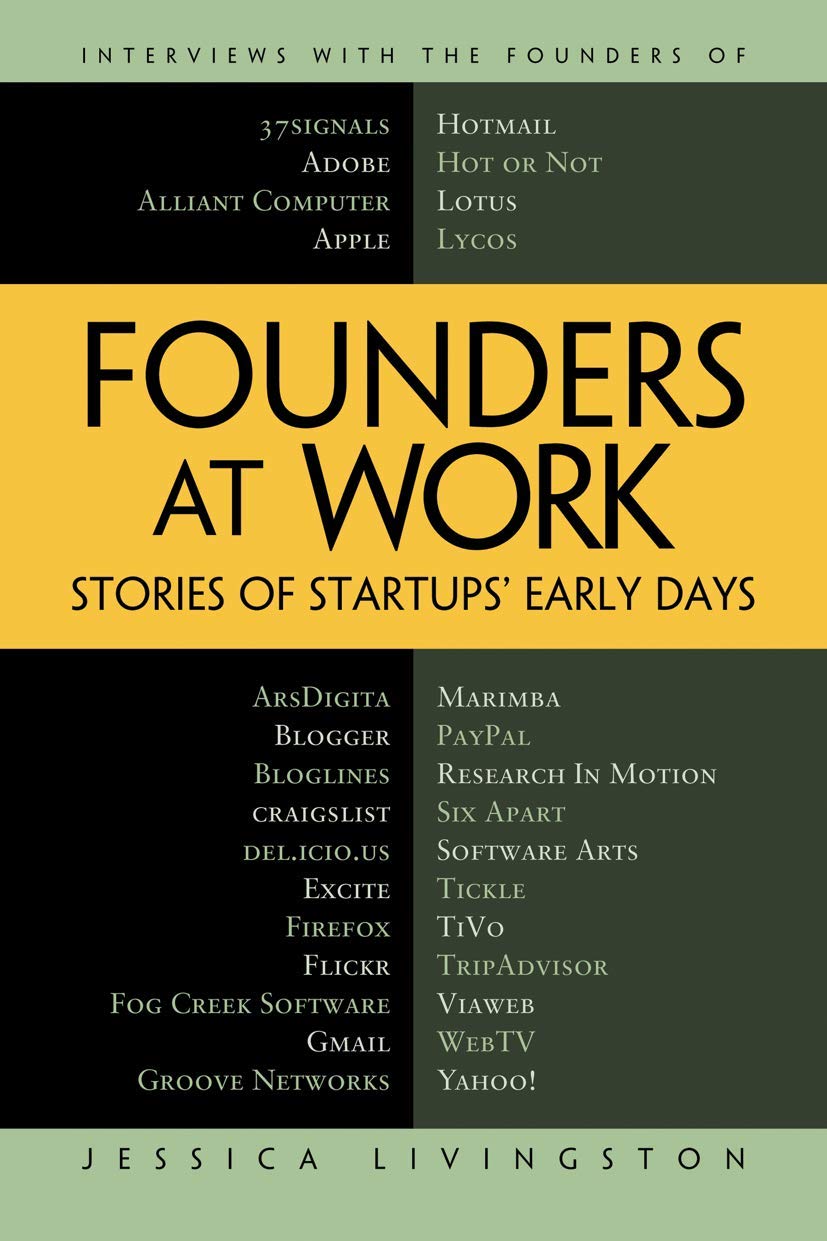 INTERVIEWS WITH THE FOUNDERS OF
37SIGNALS
ADOBE
ALLIANT COMPUTER
APPLE
HOTMAIL
HOT OR NOT
LOTUS
LYCOS
FOUNDERS
AT WORK
STORIES OF STARTUPS' EARLY DAYS
ARSDIGITA
BLOGGER
BLOGLINES
CRAIGSLIST
DEL.ICIO.US
EXCITE
FIREFOX
FLICKR
FOG CREEK SOFTWARE
GMAIL
GROOVE NETWORKS
MARIMBA
PAYPAL
RESEARCH IN MOTION
SIX APART
SOFTWARE ARTS
TICKLE
TIVO
TRIPADVISOR
VIAWEB
WEBTV
YAHOO!
JESSICA LIVINGSTON